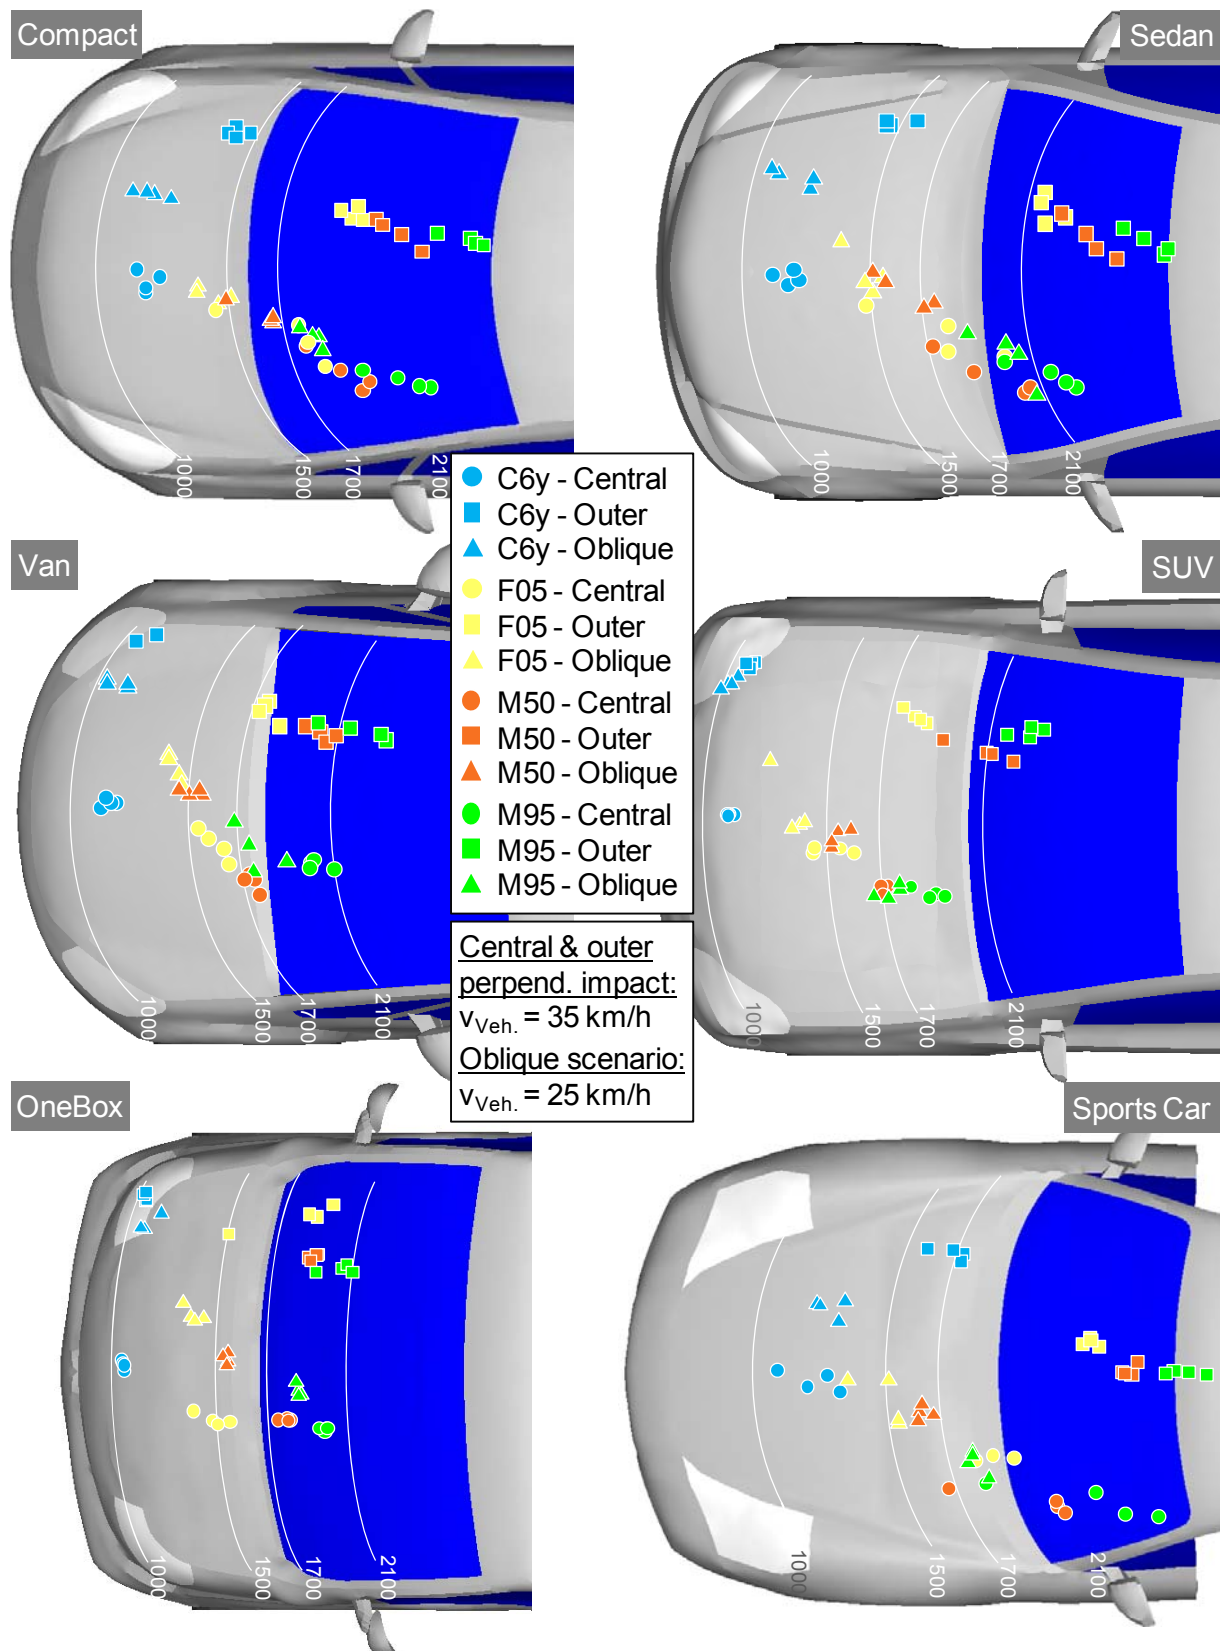 Compact
Sedan
1000
1500
1700
2100
1000
1500
1700
2100
C6y - Central
C6y - Outer
C6y - Oblique
F05 - Central
F05 - Outer
F05 - Oblique
M50 - Central
M50 - Outer
M50 - Oblique
M95 - Central
M95 - Outer
M95 - Oblique
Van
SUV
1000
1500
1700
2100
1000
1500
1700
2100
Central & outer
perpend. impact:
vVeh. = 35 km/h
Oblique scenario:
vVeh. = 25 km/h
OneBox
Sports Car
1000
1500
1700
2100
1000
1500
1700
2100